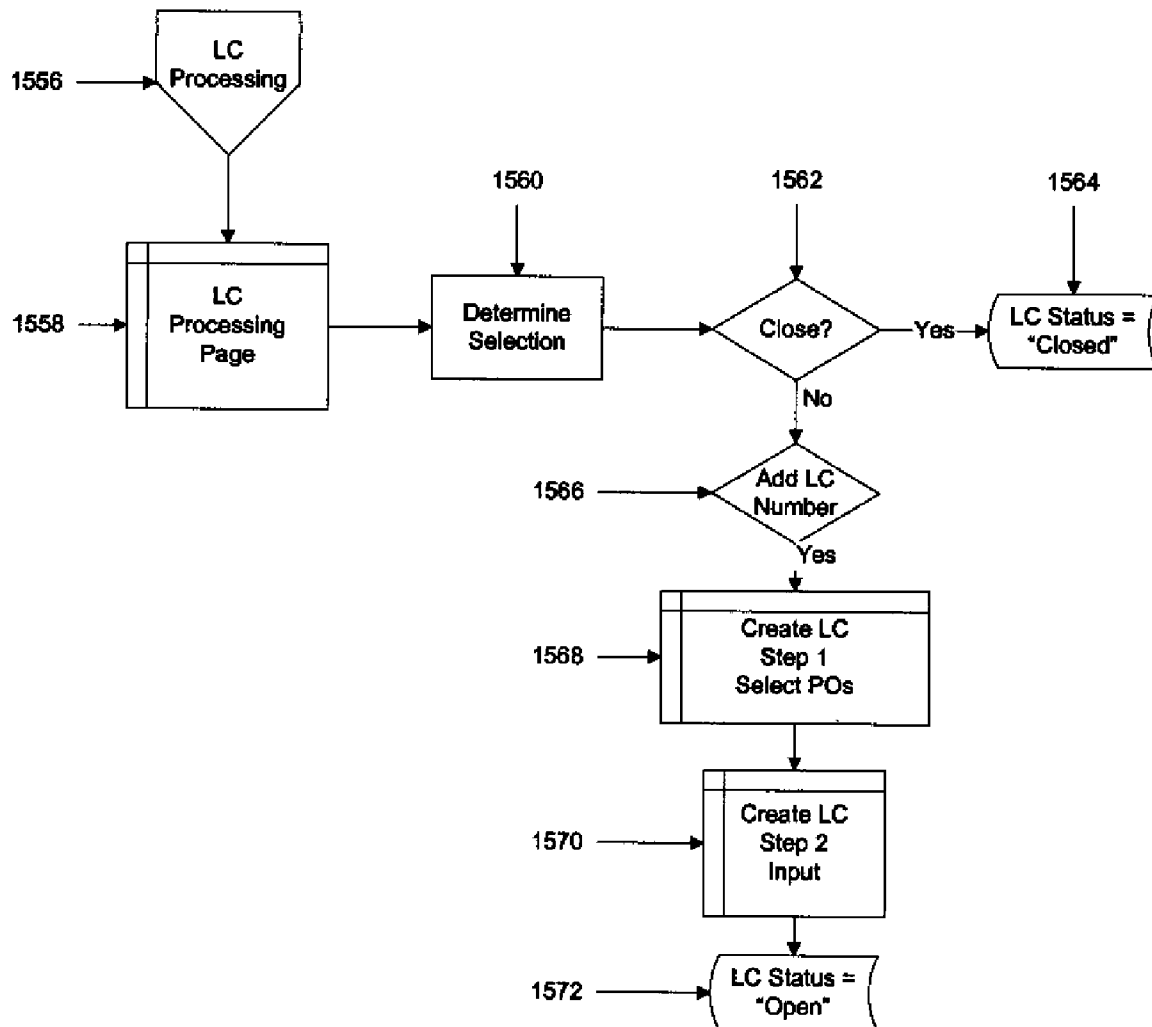 LC
Processing
1556
1560
1562
1564
LC
Processing
Page
1558
Determine
Selection
Close?
Yes
LC Status =
"Closed"
No
Add LC
Number
1566
Yes
Create LC
Step 1
Select POs
1568
Create LC
Step 2
Input
1570
LC Status =
"Open"
1572